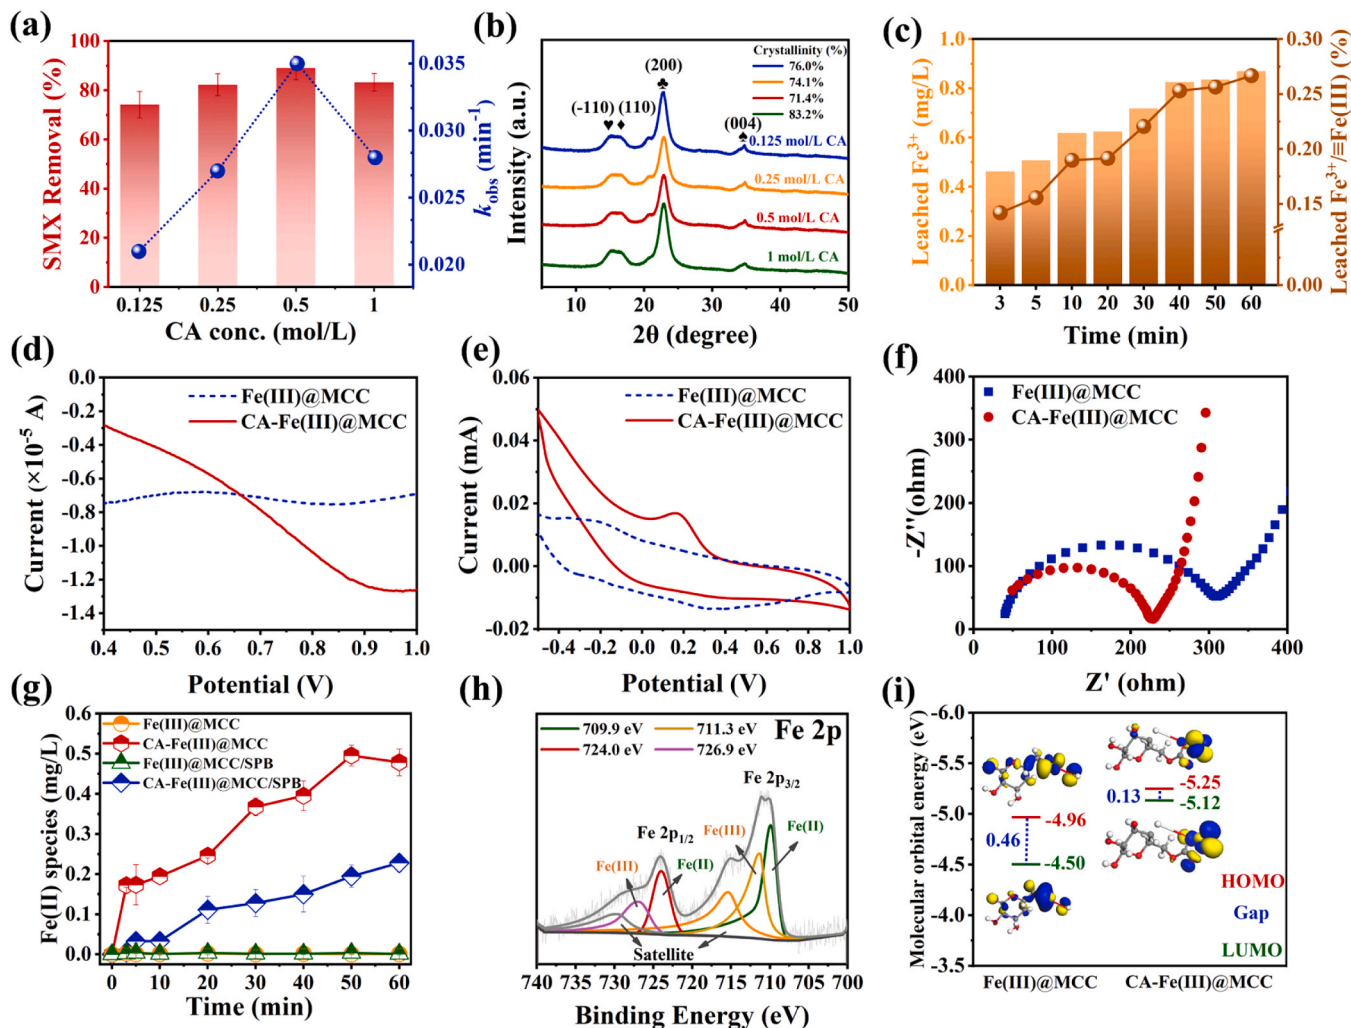 (a)
SMX Removal (%)
100
80
60
40
20
0
0.035
0.030
0.025
0.020
k_obs (min⁻¹)
0.125
0.25
0.5
1
CA conc. (mol/L)
(b)
Intensity (a.u.)
Crystallinity (%)
76.0%
74.1%
71.4%
83.2%
(200)
♣
(-110)
(110)
♥
♦
(004)
♠
0.125 mol/L CA
0.25 mol/L CA
0.5 mol/L CA
1 mol/L CA
10
20
30
40
50
2θ (degree)
(c)
Leached Fe³⁺ (mg/L)
1.0
0.8
0.6
0.4
0.2
0.0
0.30
0.25
0.20
0.15
0.00
Leached Fe³⁺/≡Fe(III) (%)
3
5
10
20
30
40
50
60
Time (min)
(d)
Current (×10⁻⁵ A)
0.0
-0.2
-0.4
-0.6
-0.8
-1.0
-1.2
-1.4
Fe(III)@MCC
CA-Fe(III)@MCC
0.4
0.5
0.6
0.7
0.8
0.9
1.0
Potential (V)
(e)
Current (mA)
0.06
0.04
0.02
0.00
-0.02
Fe(III)@MCC
CA-Fe(III)@MCC
-0.4
-0.2
0.0
0.2
0.4
0.6
0.8
1.0
Potential (V)
(f)
-Z''(ohm)
400
300
200
100
0
Fe(III)@MCC
CA-Fe(III)@MCC
0
100
200
300
400
Z' (ohm)
(g)
Fe(II) species (mg/L)
0.6
0.5
0.4
0.3
0.2
0.1
0.0
Fe(III)@MCC
CA-Fe(III)@MCC
Fe(III)@MCC/SPB
CA-Fe(III)@MCC/SPB
0
10
20
30
40
50
60
Time (min)
(h)
Intensity (a.u.)
709.9 eV
711.3 eV
724.0 eV
726.9 eV
Fe 2p
Fe 2p3/2
Fe 2p1/2
Fe(III)
Fe(II)
Fe(III)
Fe(II)
Satellite
740
735
730
725
720
715
710
705
700
Binding Energy (eV)
(i)
Molecular orbital energy (eV)
-6.0
-5.5
-5.0
-4.5
-4.0
-3.5
-5.25
0.13
-5.12
-4.96
0.46
-4.50
HOMO
Gap
LUMO
Fe(III)@MCC
CA-Fe(III)@MCC